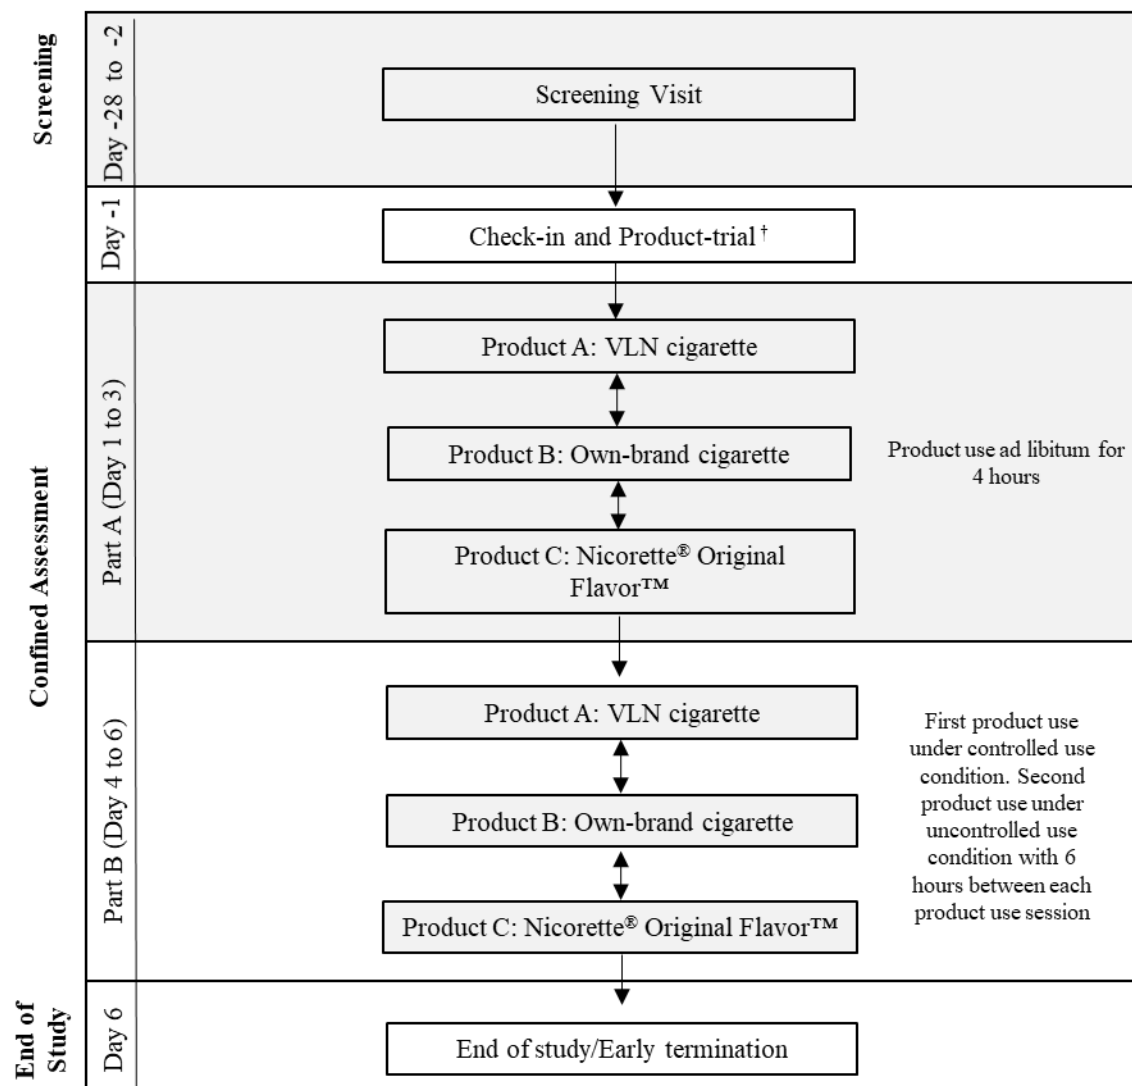 Screening
Day -28 to -2
Screening Visit
Day -1
Check-in and Product-trial †
Confined Assessment
Part A (Day 1 to 3)
Product A: VLN cigarette
Product B: Own-brand cigarette
Product C: Nicorette® Original
Flavor™
Product use ad libitum for
4 hours
Part B (Day 4 to 6)
Product A: VLN cigarette
Product B: Own-brand cigarette
Product C: Nicorette® Original Flavor™
First product use
under controlled use
condition. Second
product use under
uncontrolled use
condition with 6
hours between each
product use session
End of
Study
Day 6
End of study/Early termination